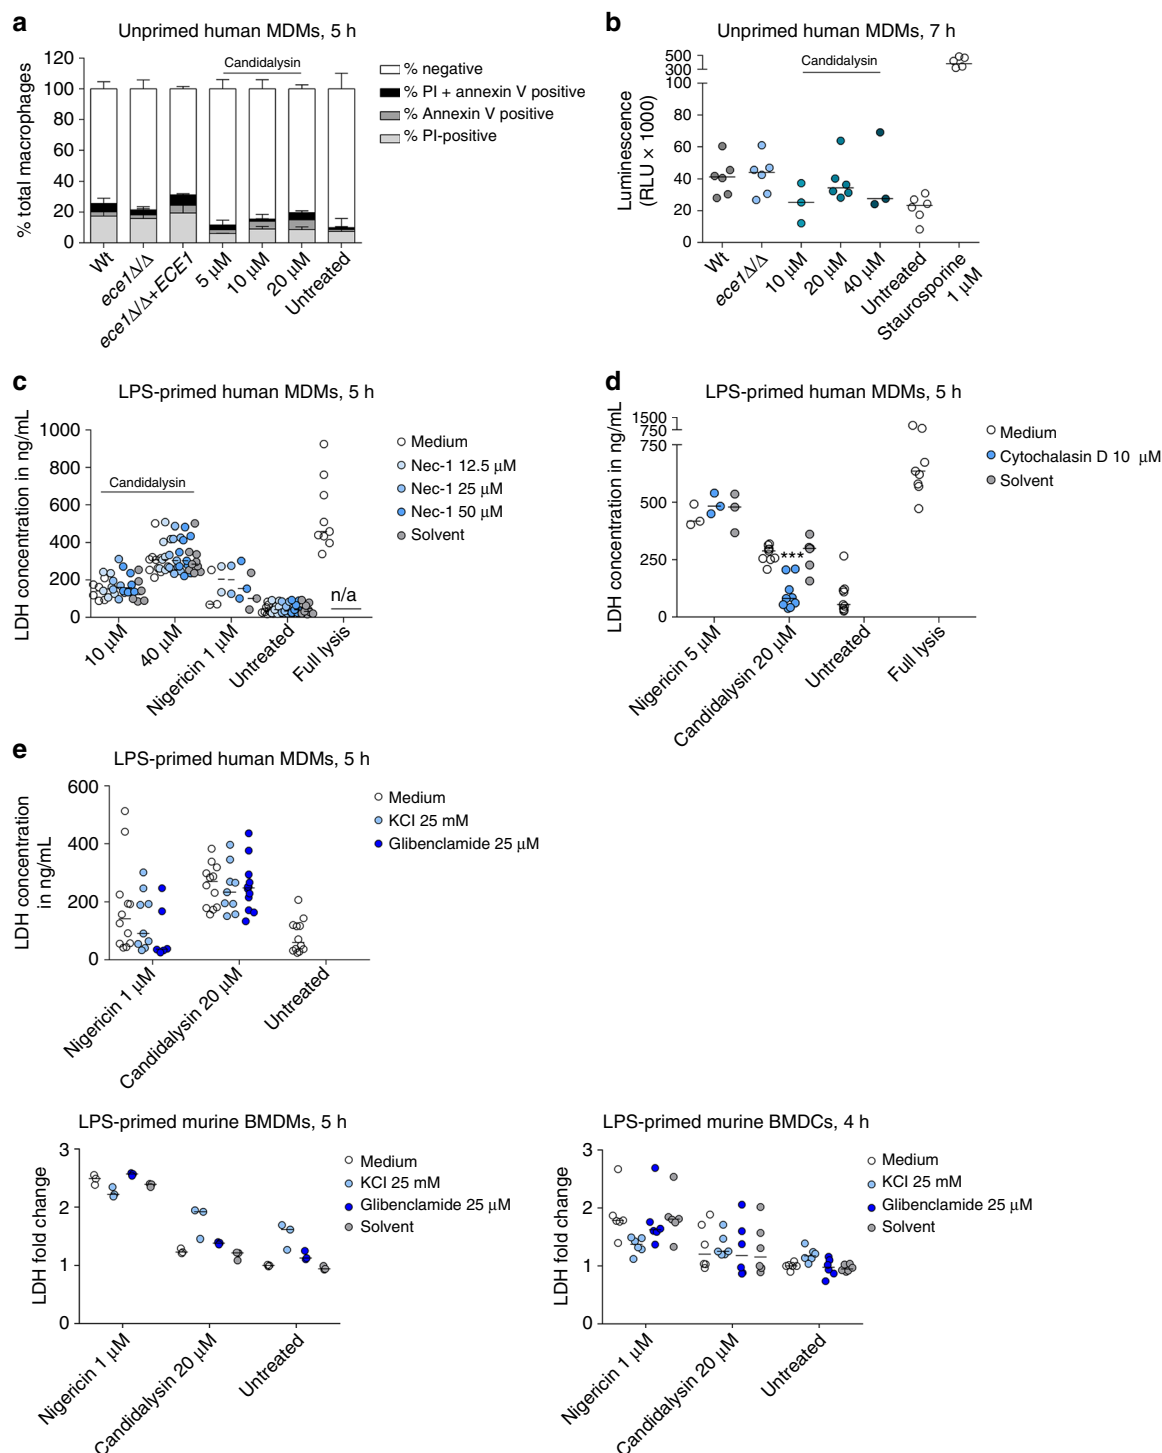 a
Unprimed human MDMs, 5 h
Candidalysin
% total macrophages
120
100
80
60
40
20
0
Wt
ece1Δ/Δ
ece1Δ/Δ+ECE1
5 μM
10 μM
20 μM
Untreated
% negative
% PI + annexin V positive
% Annexin V positive
% PI-positive
b
Unprimed human MDMs, 7 h
Candidalysin
Luminescence
(RLU × 1000)
500
300
100
80
60
40
20
0
Wt
ece1Δ/Δ
10 μM
20 μM
40 μM
Untreated
Staurosporine
1 μM
c
LPS-primed human MDMs, 5 h
LDH concentration in ng/mL
1000
800
600
400
200
0
Candidalysin
n/a
10 μM
40 μM
Nigericin 1 μM
Untreated
Full lysis
Medium
Nec-1 12.5 μM
Nec-1 25 μM
Nec-1 50 μM
Solvent
d
LPS-primed human MDMs, 5 h
LDH concentration in ng/mL
1500
750
750
500
250
0
***
Nigericin 5 μM
Candidalysin 20 μM
Untreated
Full lysis
Medium
Cytochalasin D 10 μM
Solvent
e
LPS-primed human MDMs, 5 h
LDH concentration
in ng/mL
600
400
200
0
Nigericin 1 μM
Candidalysin 20 μM
Untreated
Medium
KCl 25 mM
Glibenclamide 25 μM
LPS-primed murine BMDMs, 5 h
LDH fold change
3
2
1
0
Nigericin 1 μM
Candidalysin 20 μM
Untreated
Medium
KCl 25 mM
Glibenclamide 25 μM
Solvent
LPS-primed murine BMDCs, 4 h
LDH fold change
3
2
1
0
Nigericin 1 μM
Candidalysin 20 μM
Untreated
Medium
KCl 25 mM
Glibenclamide 25 μM
Solvent